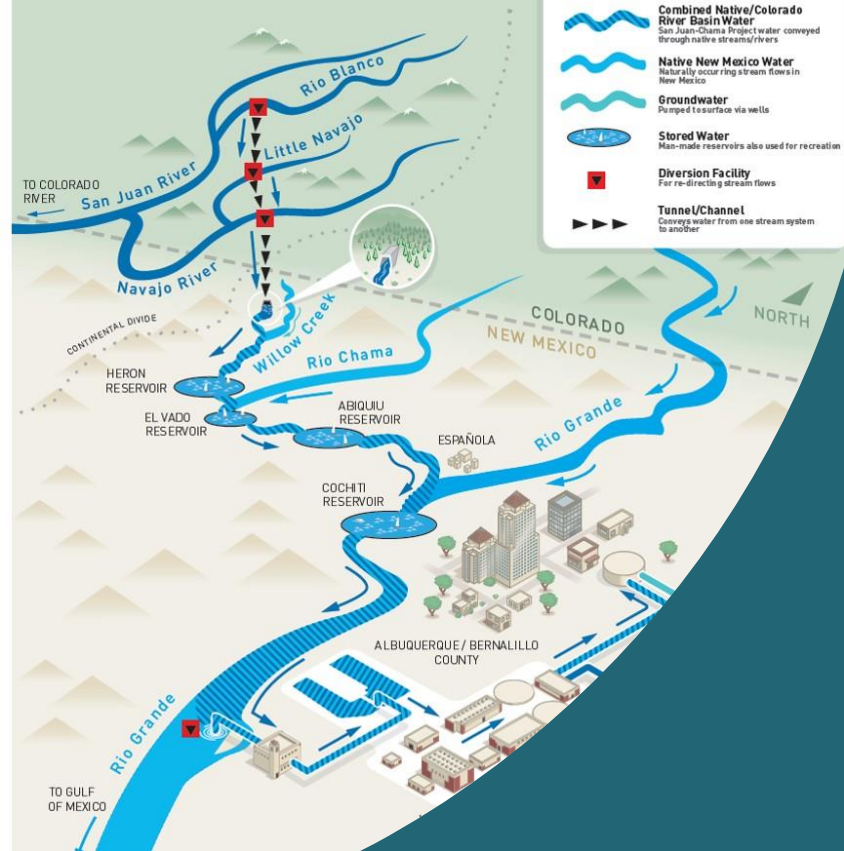 Combined Native/Colorado
River Basin Water
San Juan-Chama Project water conveyed
through native streams/rivers
Native New Mexico Water
Naturally occurring stream flows in
New Mexico
Groundwater
Pumped to surface via wells
Stored Water
Man-made reservoirs also used for recreation
Diversion Facility
For re-directing stream flows
Tunnel/Channel
Conveys water from one stream system
to another
Rio Blanco
Little Navajo
TO COLORADO
RIVER
San Juan River
Navajo River
CONTINENTAL DIVIDE
Willow Creek
COLORADO
NEW MEXICO
NORTH
Rio Chama
HERON
RESERVOIR
EL VADO
RESERVOIR
ABIQUIU
RESERVOIR
ESPAÑOLA
Rio Grande
COCHITI
RESERVOIR
ALBUQUERQUE / BERNALILLO
COUNTY
Rio Grande
TO GULF
OF MEXICO